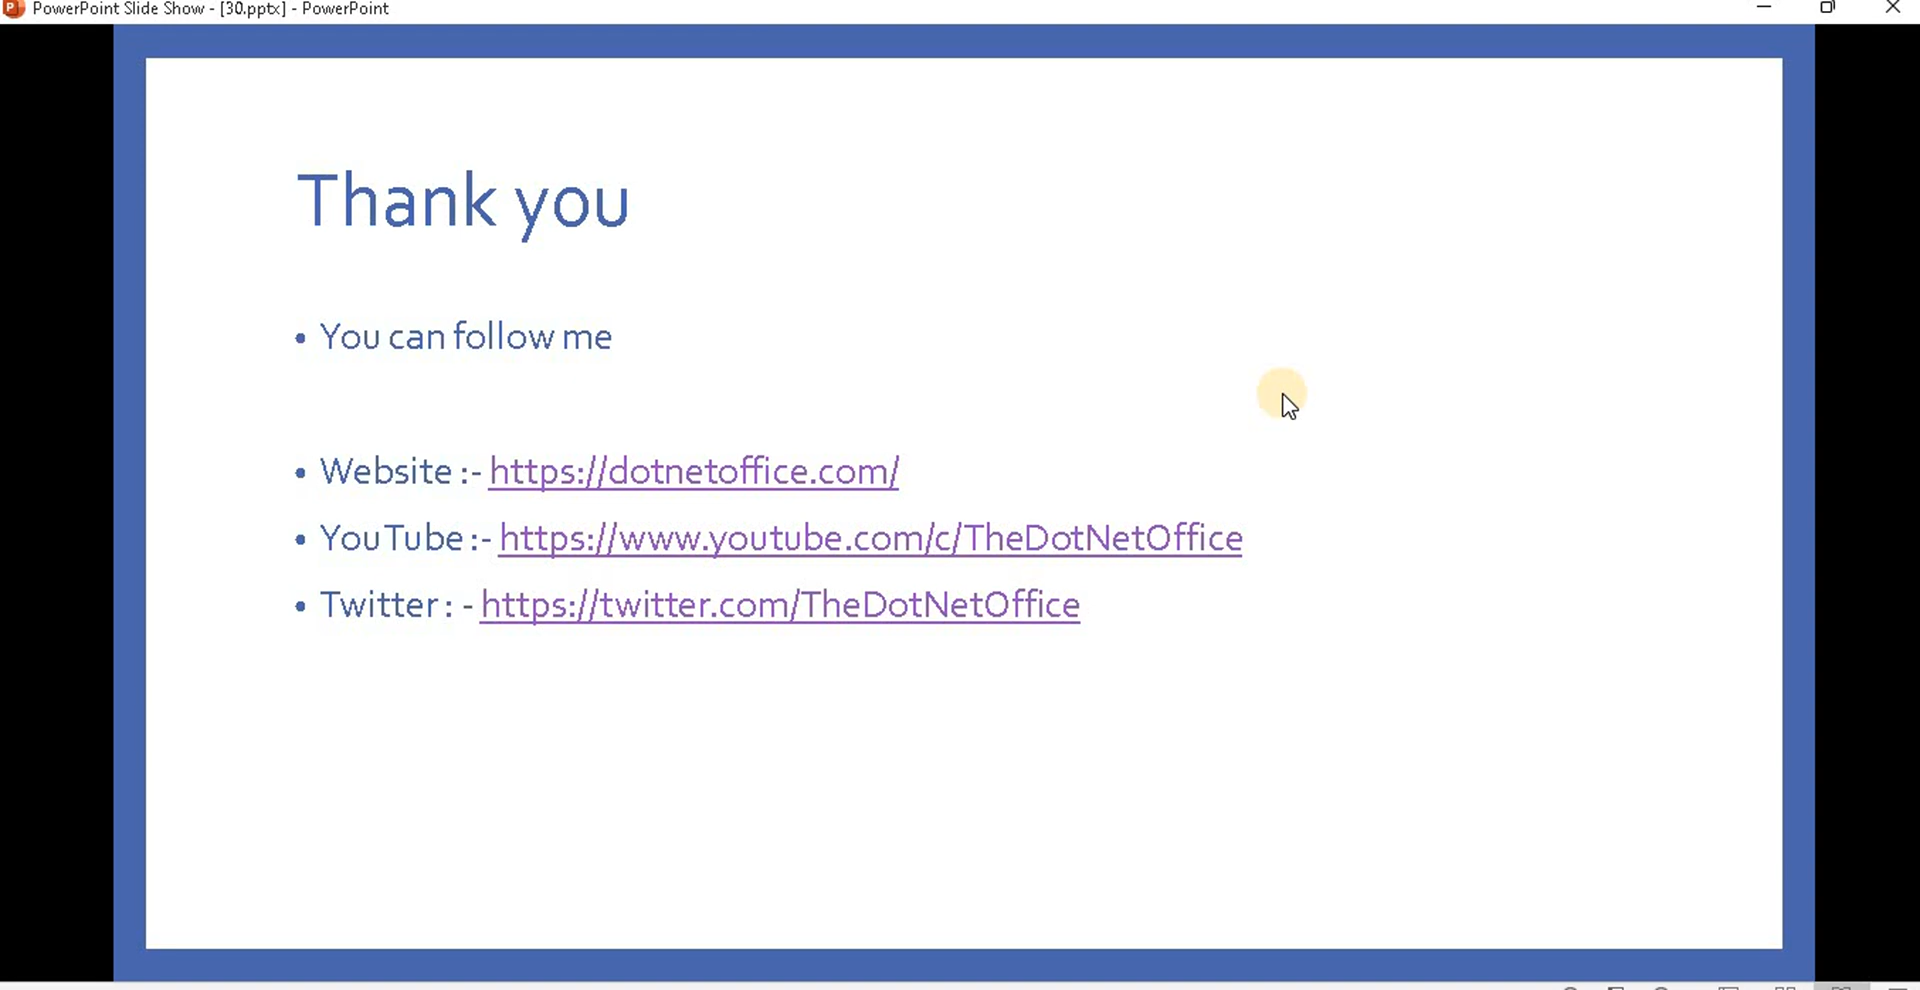 PowerPoint Slide Show - [30.pptx] - PowerPoint
Thank you
• You can follow me
• Website :- https://dotnetoffice.com/
• YouTube :- https://www.youtube.com/c/TheDotNetOffice
• Twitter : - https://twitter.com/TheDotNetOffice